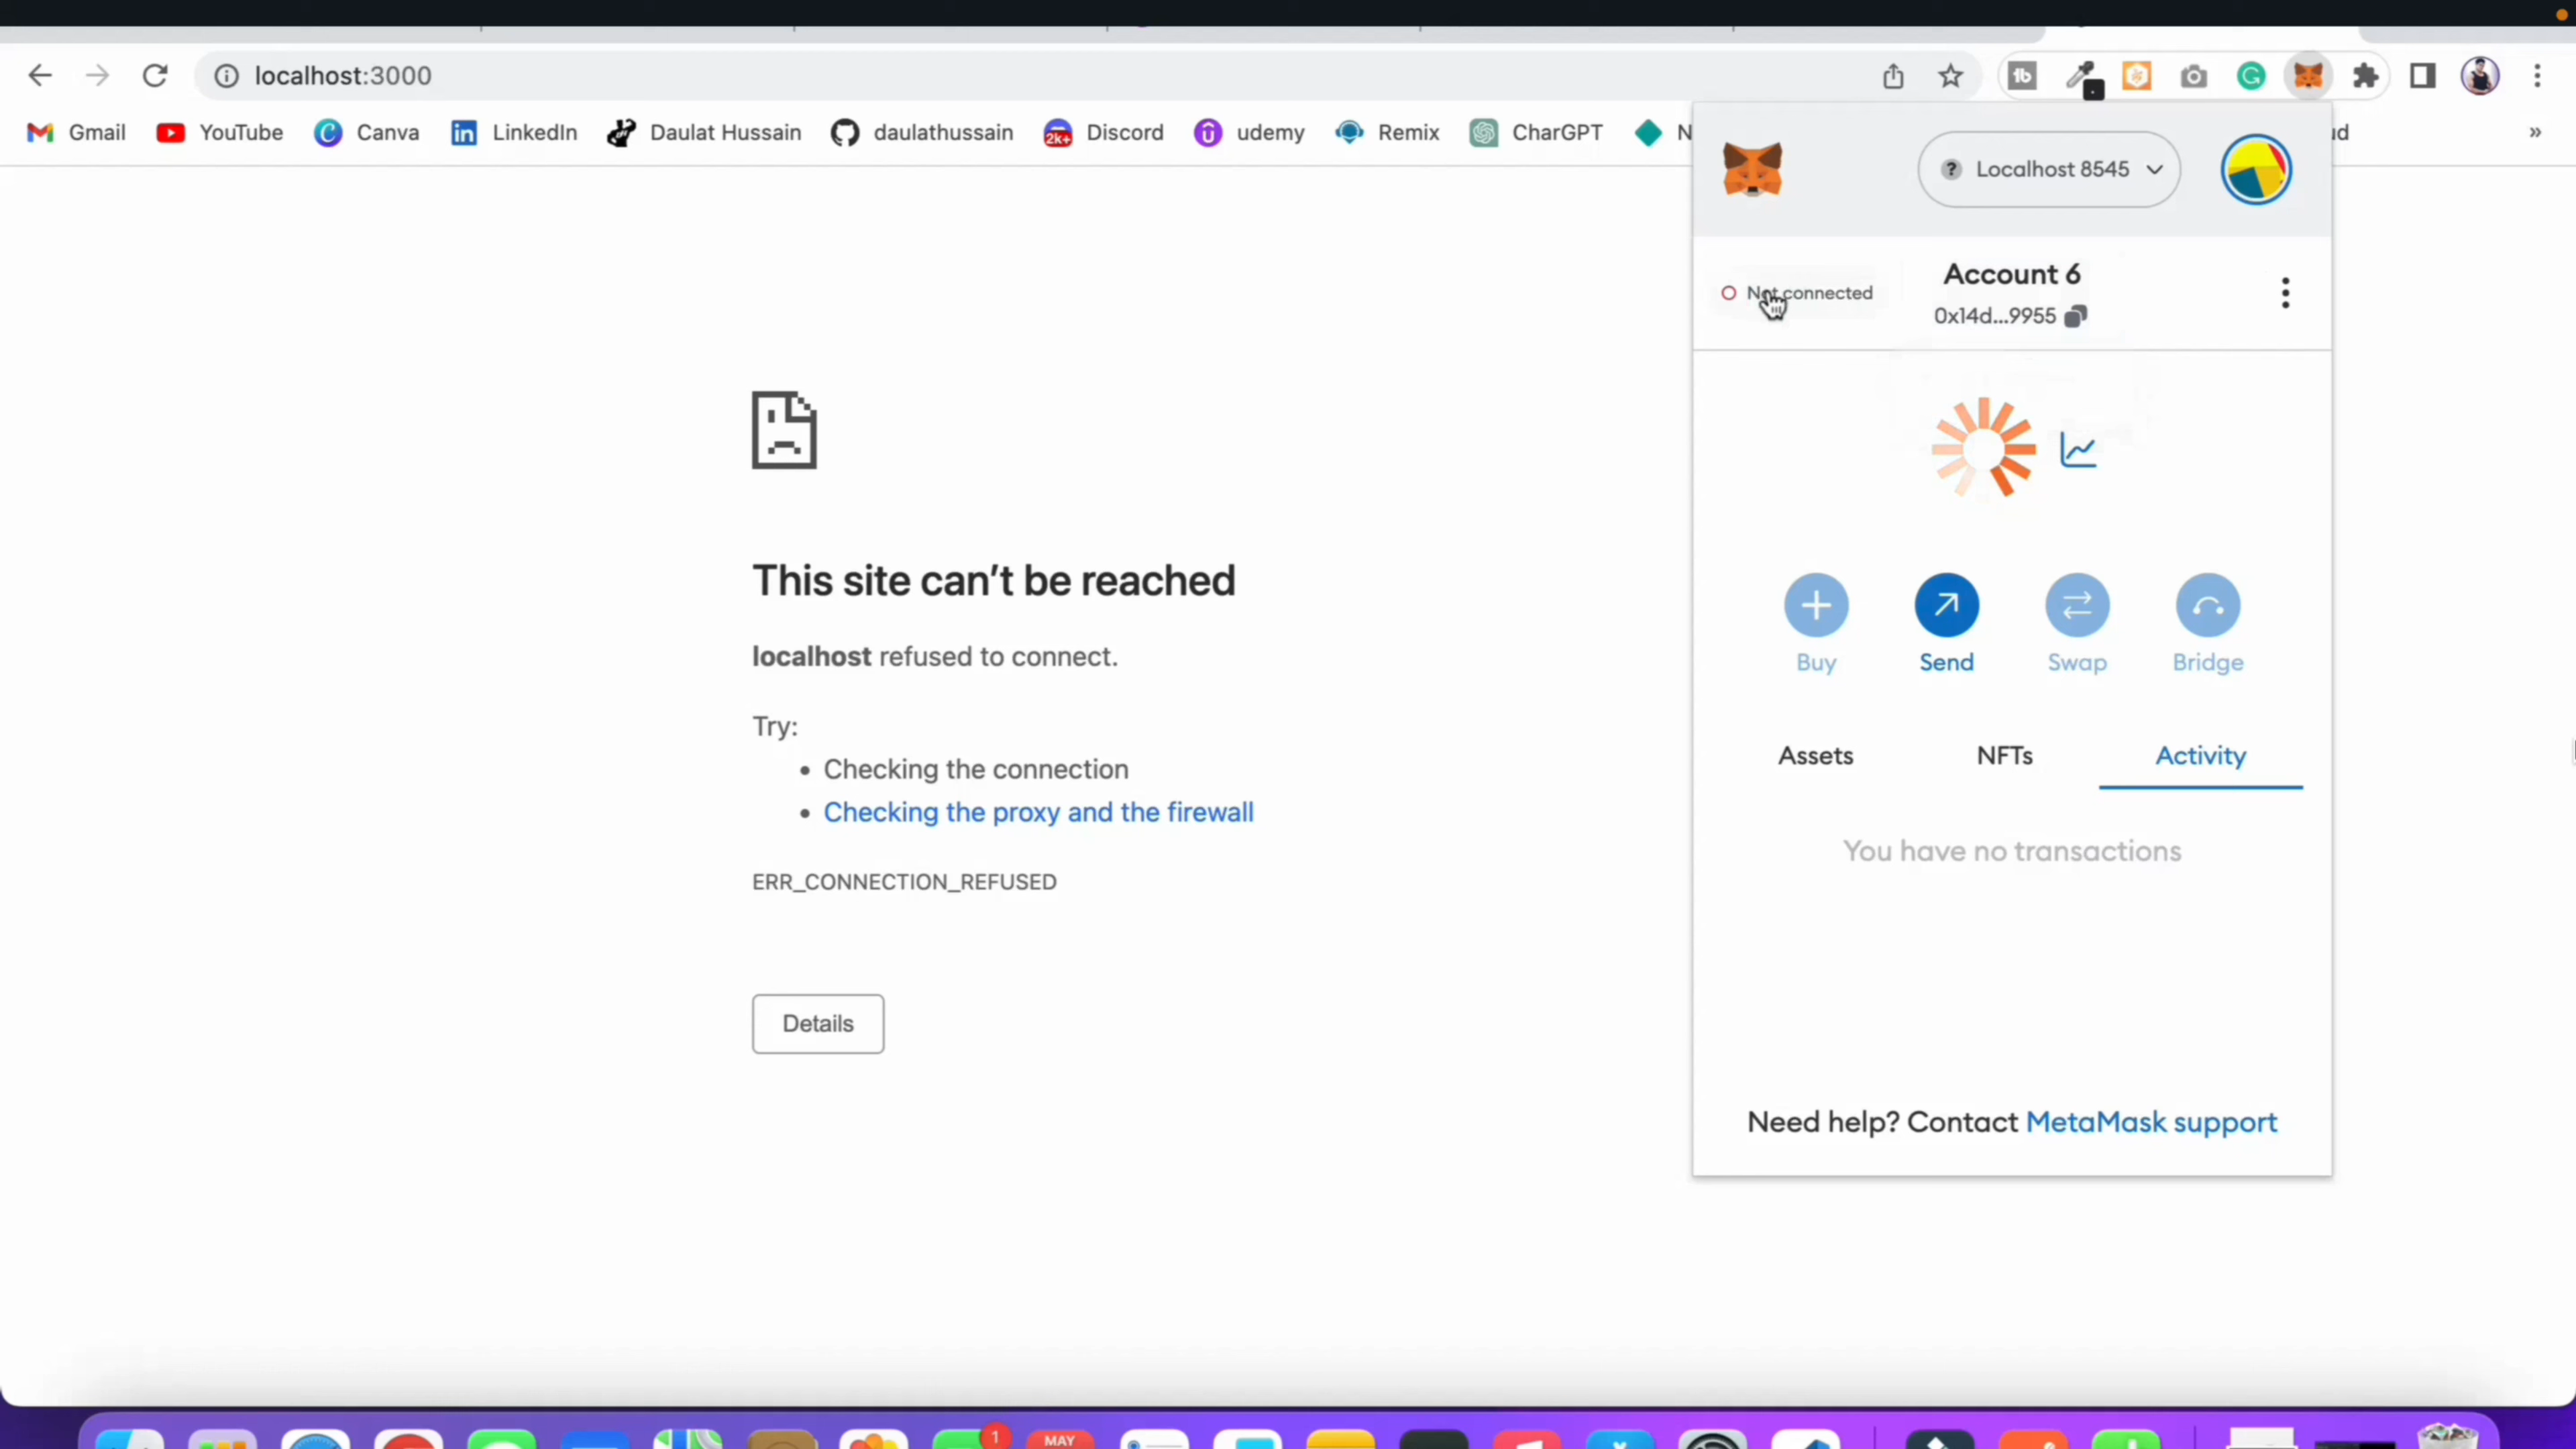 localhost:3000
Gmail YouTube Canva LinkedIn Daulat Hussain daulathussain Discord udemy Remix CharGPT N ud »
2k+
Localhost 8545
Not connected
Account 6
0x14d...9955
This site can't be reached
localhost refused to connect.
Try:
• Checking the connection
• Checking the proxy and the firewall
ERR_CONNECTION_REFUSED
Details
Buy Send Swap Bridge
Assets NFTs Activity
You have no transactions
Need help? Contact MetaMask support
1
MAY